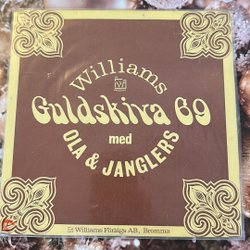 Williams
Guldskiva 69
med
OLA & JANGLERS
Williams Förlags AB, Bromma